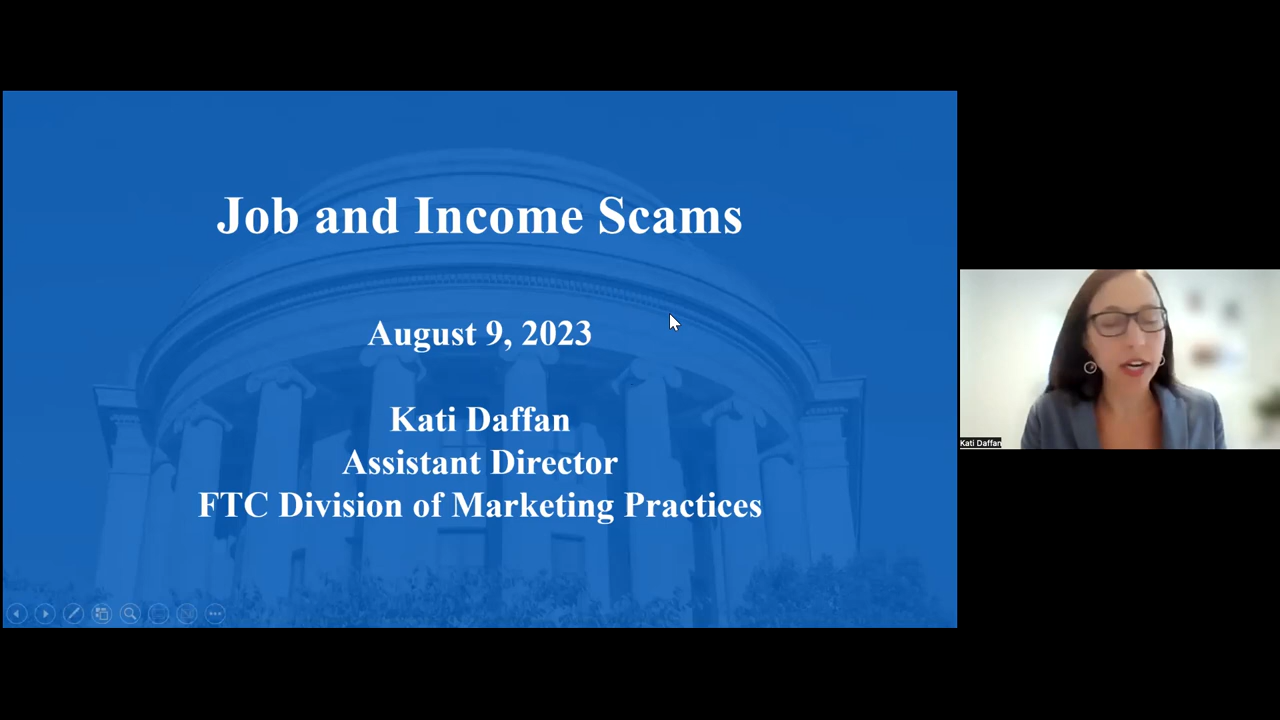 Job and Income Scams
August 9, 2023
Kati Daffan
Assistant Director
FTC Division of Marketing Practices
Kati Daffan